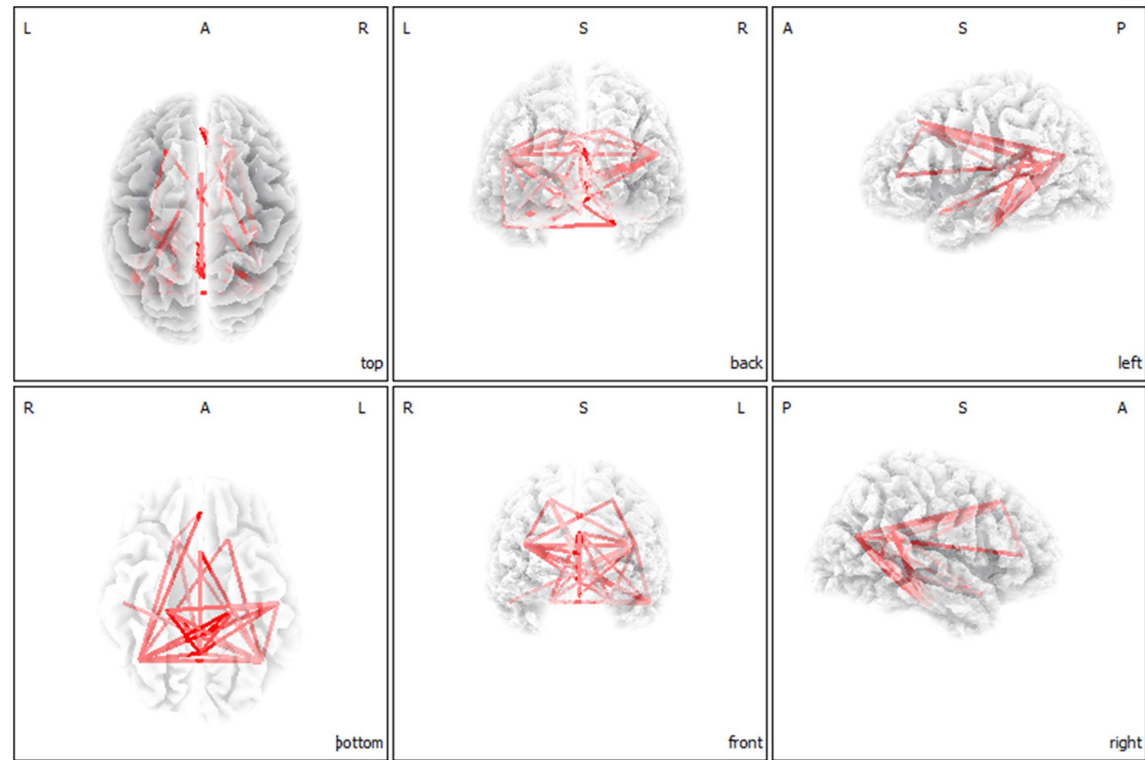 L A R
top
L S R
back
A S P
left
R A L
bottom
R S L
front
P S A
right